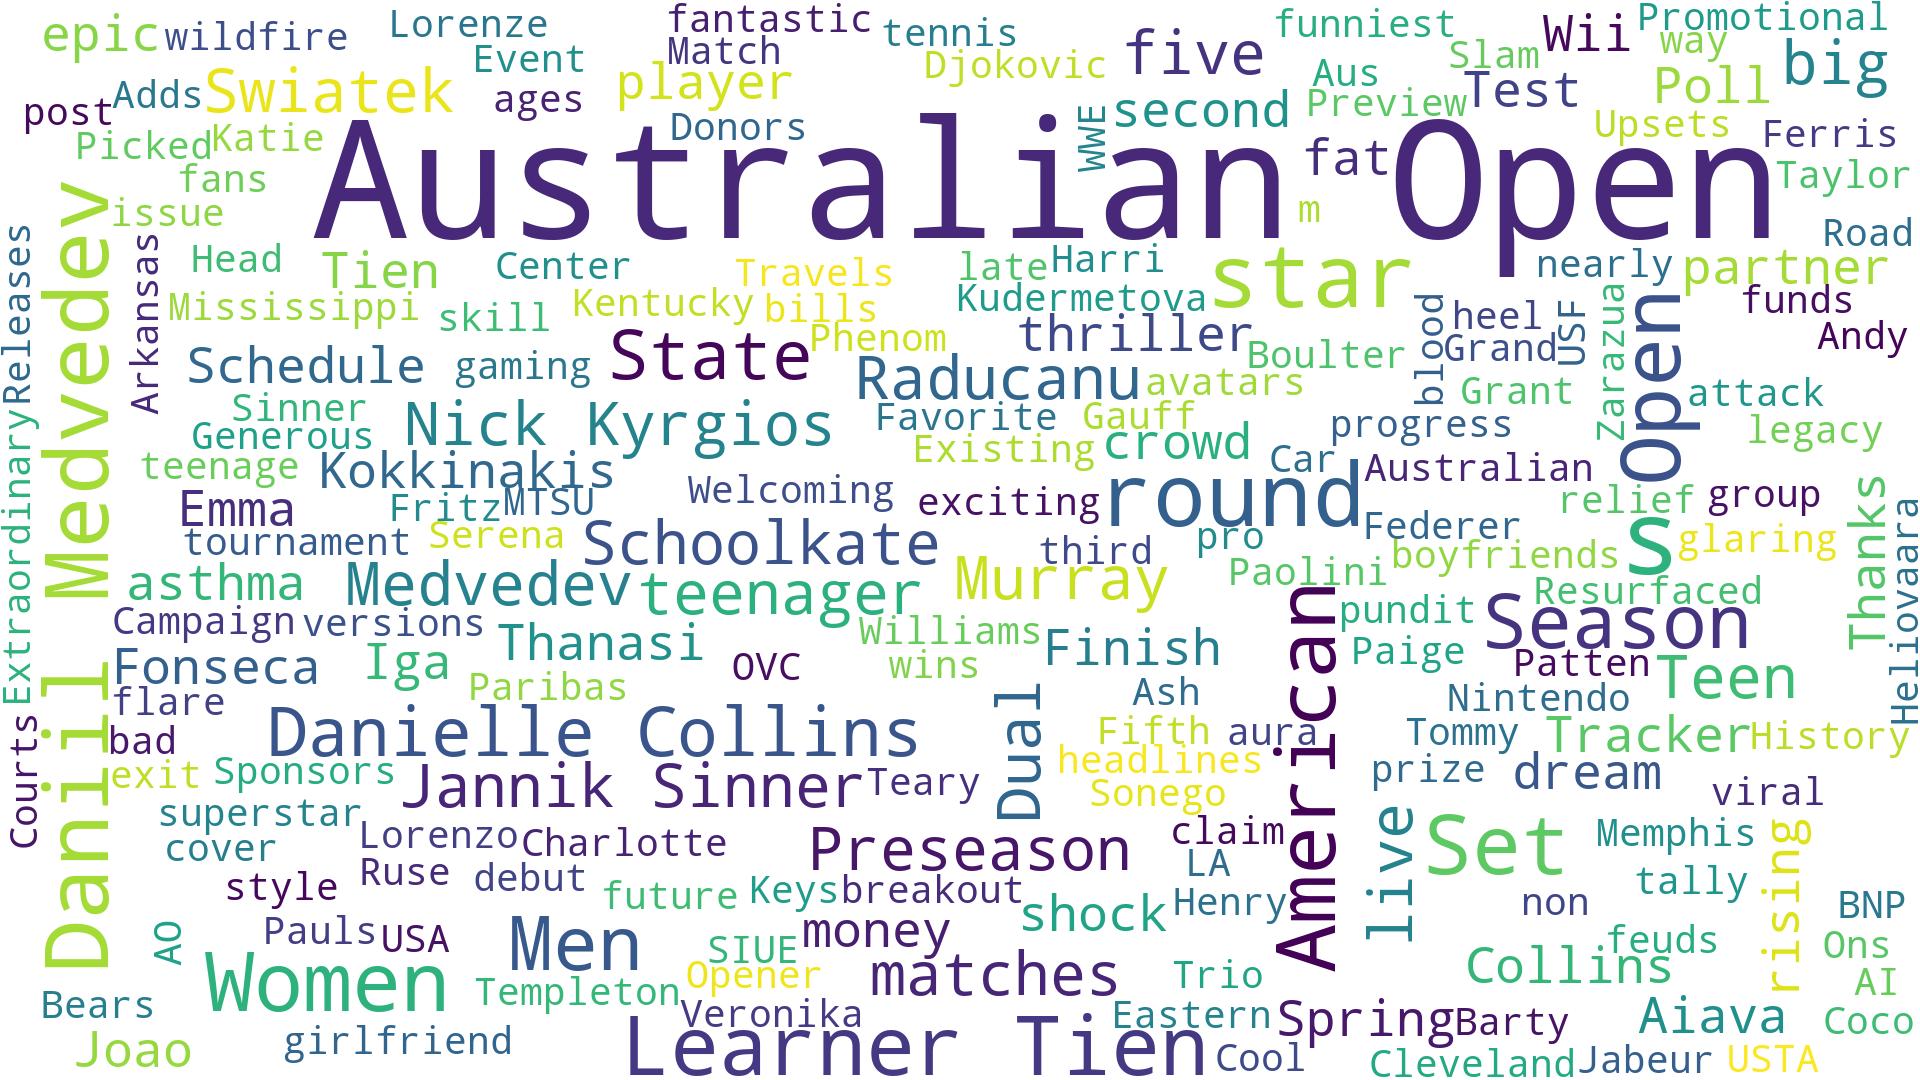 epic wildfire Lorenze fantastic tennis funniest Wii Promotional
Event Match Djokovic five Slam way big
post Adds Swiatek ages player second Aus Preview Test Poll
Picked Katie Donors WWE Upsets Ferris
fans Australian Open fat Taylor
issue m Road
Releases Arkansas Head Tien Center Travels late Harri star nearly partner
Mississippi skill Kentucky bills Kudermetova blood heel USF Zarazua Open funds
Daniil Medvedev Schedule gaming State Phenom thriller Boulter Grand Andy
Raducanu avatars Grant attack
Sinner Generous Nick Kyrgios Favorite Gauff progress legacy
Extraordinary teenage Kokkinakis Existing crowd Car Australian
Emma Fritz MTSU Welcoming exciting round relief group
tournament Serena Schoolkate third pro Federer s glaring Thanks Heliovaara
asthma Medvedev teenager Murray Paolini boyfriends Resurfaced
Campaign versions Williams American pundit Season
Fonseca Iga Thanasi OVC wins Finish Paige Patten Teen
flare Paribas Dual Ash Nintendo
Courts bad Danielle Collins Fifth aura Tommy Tracker History
exit Sponsors Jannik Sinner Teary headlines prize dream
superstar Sonego viral
cover Lorenzo Charlotte Preseason claim live Set Memphis rising
style Ruse debut future Keys breakout LA tally
AO Pauls USA Men SIUE money shock Henry non BNP
Women Templeton Opener matches Trio Collins feuds Ons
Bears Veronika Eastern Spring Barty Aiava AI
Joao girlfriend Learner Tien Cool Cleveland Jabeur USTA Coco